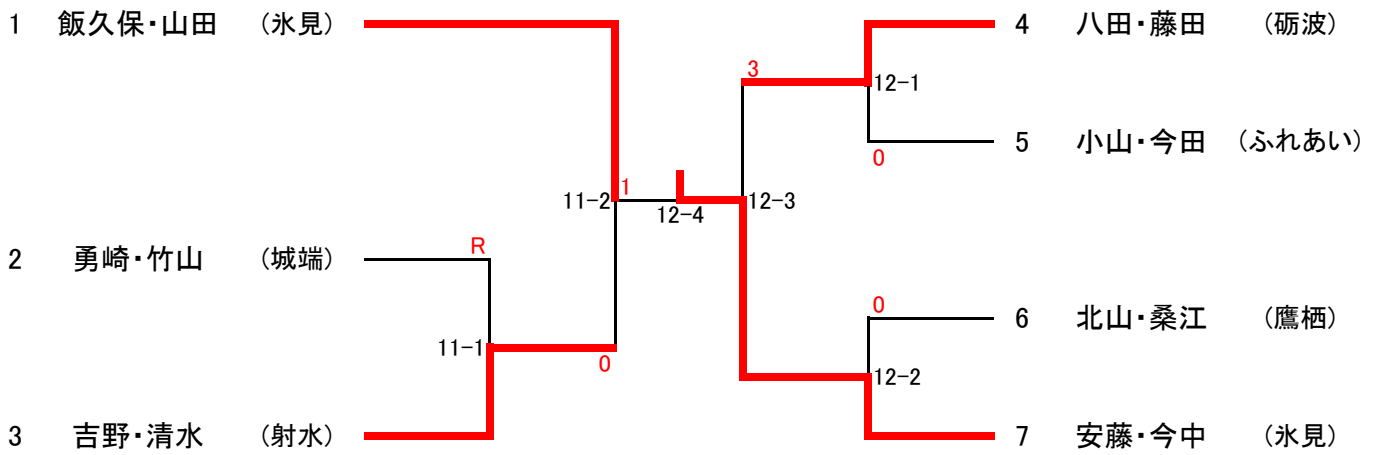 1 飯久保・山田 (氷見)
11-2
1
2 勇崎・竹山 (城端)
R
11-1
0
3 吉野・清水 (射水)
12-4
4 八田・藤田 (砺波)
3
12-1
5 小山・今田 (ふれあい)
0
12-3
6 北山・桑江 (鷹栖)
0
12-2
7 安藤・今中 (氷見)